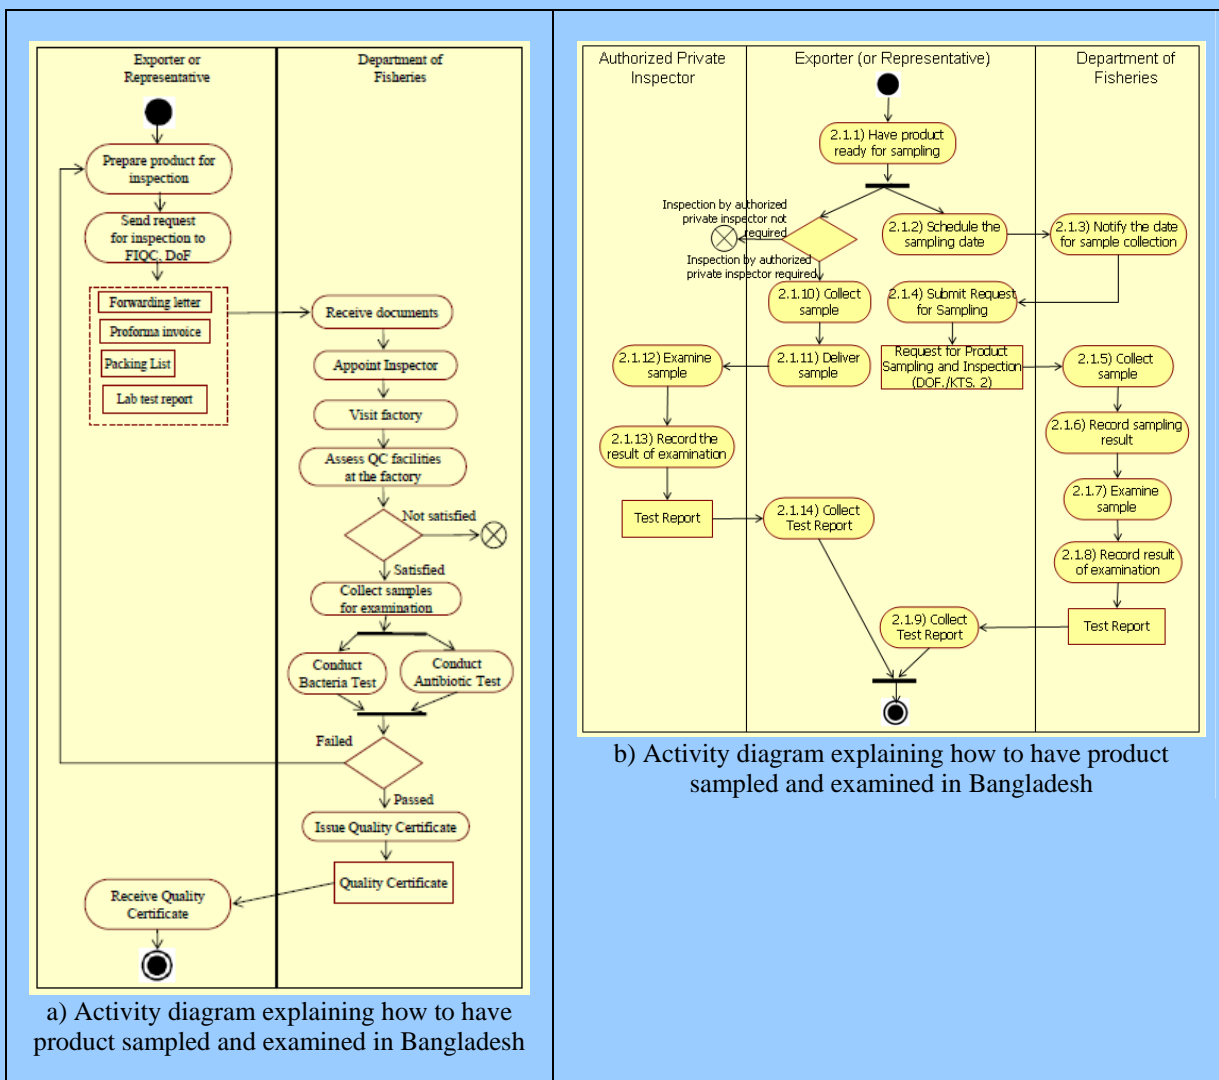 Exporter or
Representative
Department of
Fisheries
Prepare product for
inspection
Send request
for inspection to
FIQC, DoF
Forwarding letter
Proforma invoice
Packing List
Lab test report
Receive documents
Appoint Inspector
Visit factory
Assess QC facilities
at the factory
Not satisfied
Satisfied
Collect samples
for examination
Conduct
Bacteria Test
Conduct
Antibiotic Test
Failed
Passed
Issue Quality Certificate
Quality Certificate
Receive Quality
Certificate
a) Activity diagram explaining how to have
product sampled and examined in Bangladesh
Authorized Private
Inspector
Exporter (or Representative)
Department of
Fisheries
2.1.1) Have product
ready for sampling
Inspection by authorized
private inspector not
required
Inspection by authorized
private inspector required
2.1.2) Schedule the
sampling date
2.1.3) Notify the date
for sample collection
2.1.10) Collect
sample
2.1.4) Submit Request
for Sampling
2.1.12) Examine
sample
2.1.11) Deliver
sample
Request for Product
Sampling and Inspection
(DOF./KTS. 2)
2.1.5) Collect
sample
2.1.13) Record the
result of examination
2.1.6) Record sampling
result
Test Report
2.1.14) Collect
Test Report
2.1.7) Examine
sample
2.1.8) Record result
of examination
2.1.9) Collect
Test Report
Test Report
b) Activity diagram explaining how to have product
sampled and examined in Bangladesh